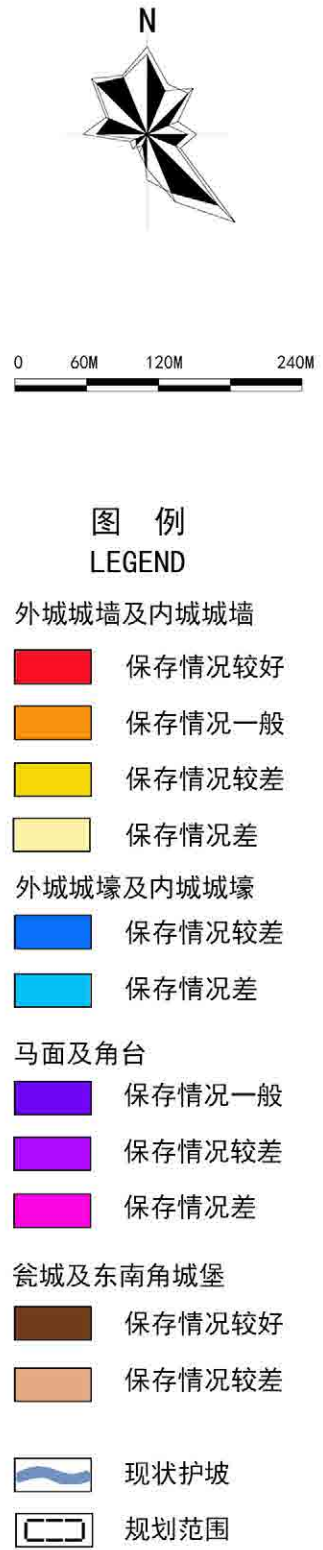 N
0 60M 120M 240M
图 例
LEGEND
外城城墙及内城城墙
保存情况较好
保存情况一般
保存情况较差
保存情况差
外城城壕及内城城壕
保存情况较差
保存情况差
马面及角台
保存情况一般
保存情况较差
保存情况差
瓮城及东南角城堡
保存情况较好
保存情况较差
现状护坡
规划范围